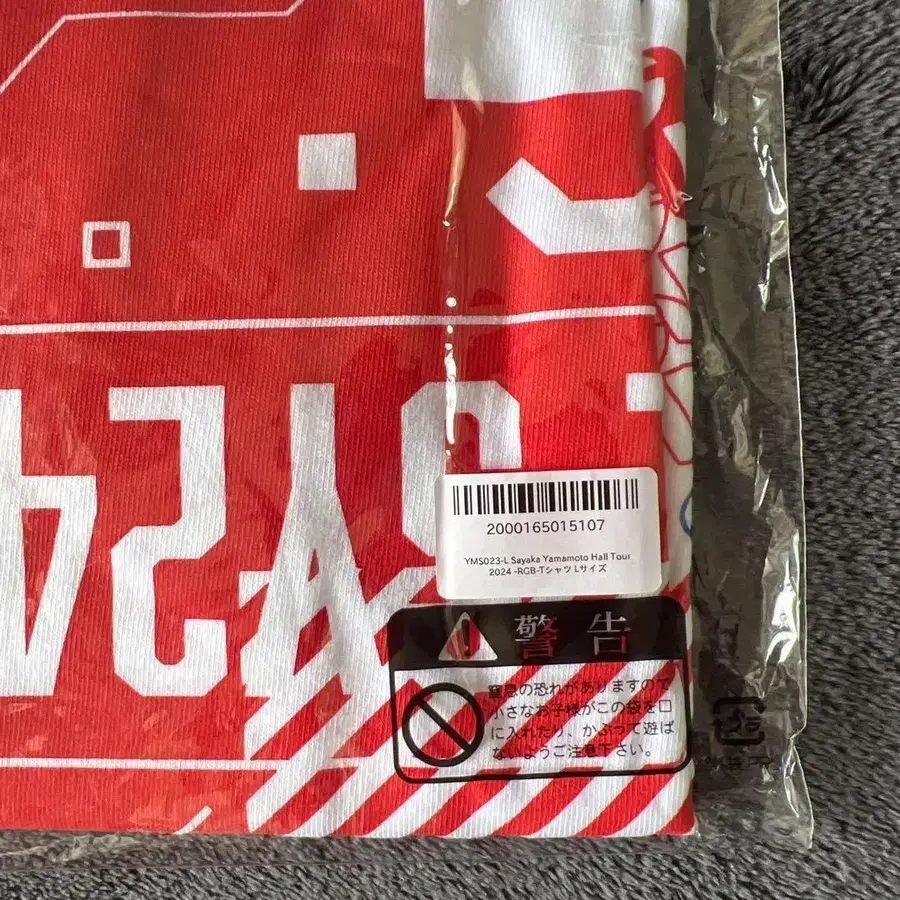 2000165015107
YMS023-L Sayaka Yamamoto Hall Tour
2024 -RGB-Tシャツ Lサイズ
警告
窒息の恐れがありますので
小さなお子様がこの袋を口
に入れたり、かぶって遊ば
ないようご注意下さい。